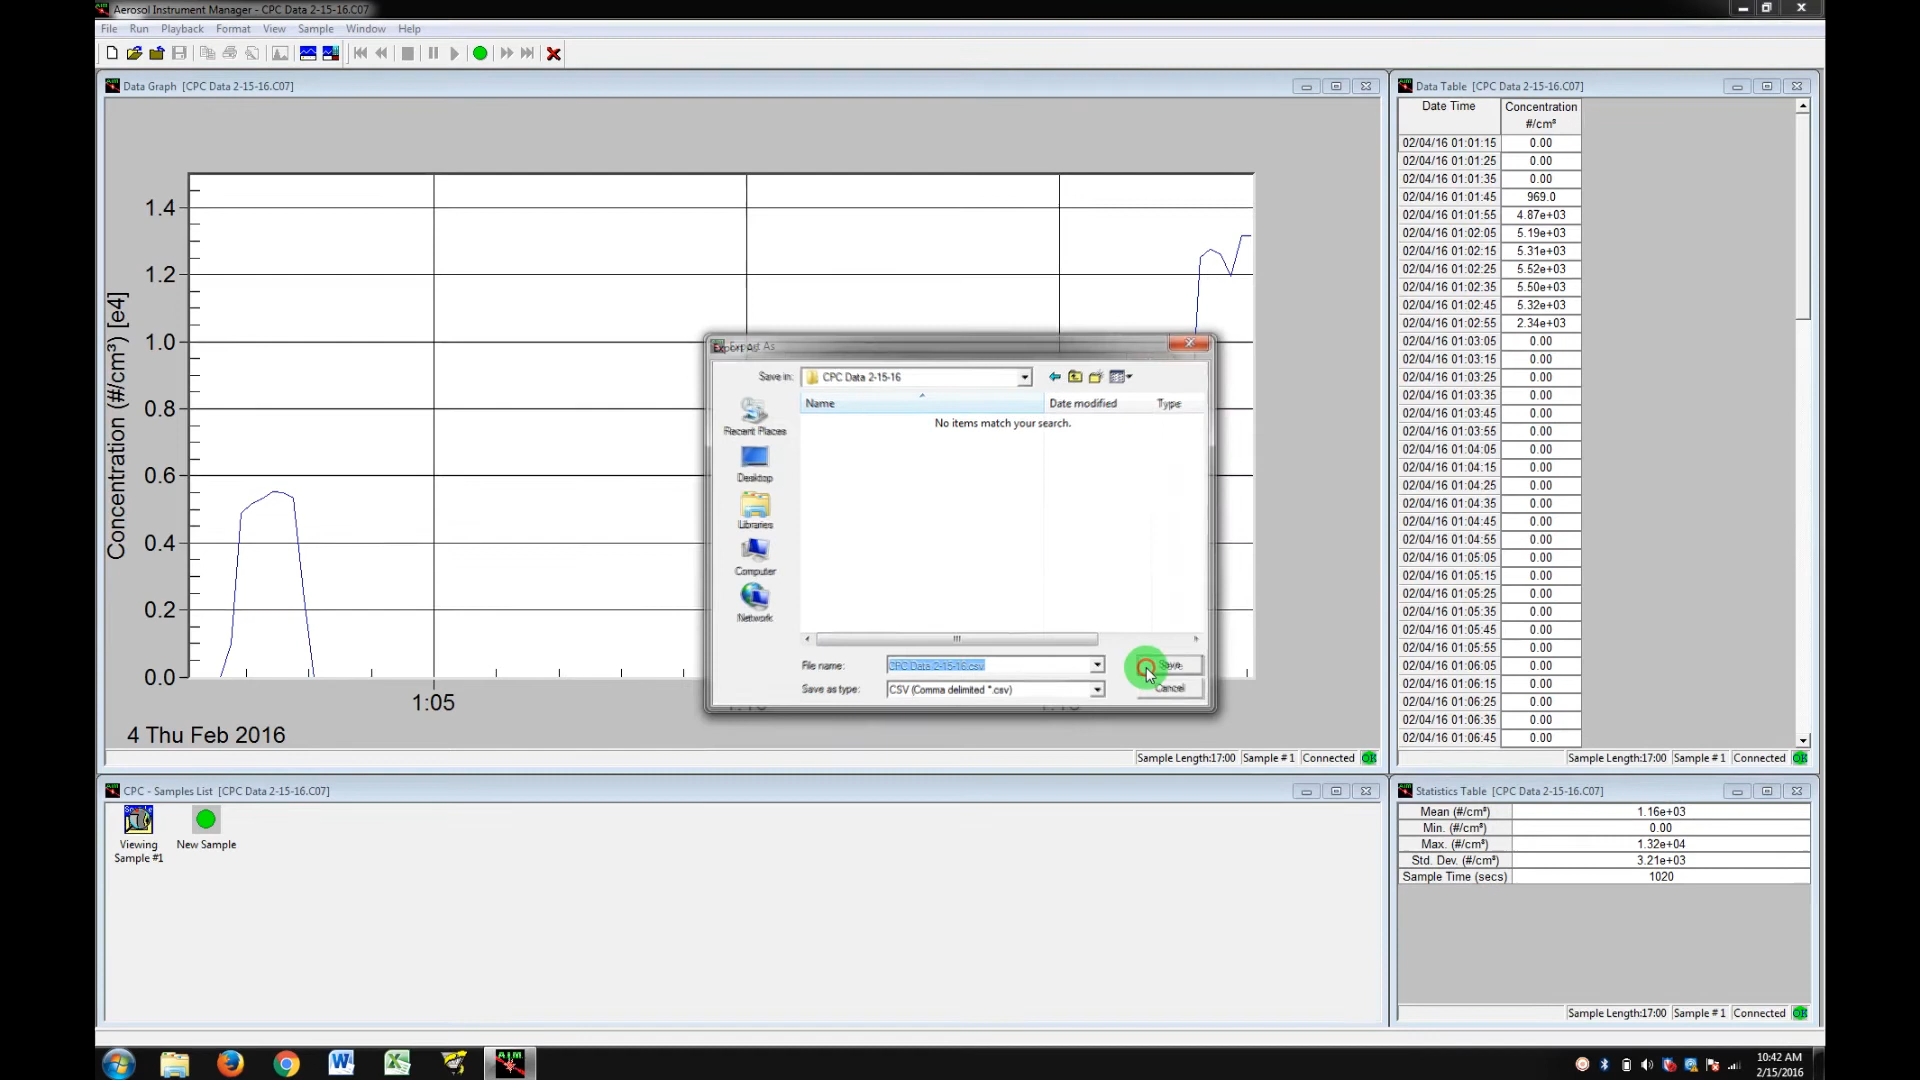 Aerosol Instrument Manager - CPC Data 2-15-16.C07
File Run Playback Format View Sample Window Help
Data Graph [CPC Data 2-15-16.C07]
Concentration (#/cm³) [e4]
1.4
1.2
1.0
0.8
0.6
0.4
0.2
0.0
1:05
4 Thu Feb 2016
Sample Length:17:00 Sample # 1 Connected OK
Export As
Save in: CPC Data 2-15-16
Name Date modified Type
No items match your search.
Recent Places
Desktop
Libraries
Computer
Network
File name: CPC Data 2-15-16.csv
Save as type: CSV (Comma delimited *.csv)
Save
Cancel
Data Table [CPC Data 2-15-16.C07]
Date Time Concentration
#/cm³
02/04/16 01:01:15 0.00
02/04/16 01:01:25 0.00
02/04/16 01:01:35 0.00
02/04/16 01:01:45 969.0
02/04/16 01:01:55 4.87e+03
02/04/16 01:02:05 5.19e+03
02/04/16 01:02:15 5.31e+03
02/04/16 01:02:25 5.52e+03
02/04/16 01:02:35 5.50e+03
02/04/16 01:02:45 5.32e+03
02/04/16 01:02:55 2.34e+03
02/04/16 01:03:05 0.00
02/04/16 01:03:15 0.00
02/04/16 01:03:25 0.00
02/04/16 01:03:35 0.00
02/04/16 01:03:45 0.00
02/04/16 01:03:55 0.00
02/04/16 01:04:05 0.00
02/04/16 01:04:15 0.00
02/04/16 01:04:25 0.00
02/04/16 01:04:35 0.00
02/04/16 01:04:45 0.00
02/04/16 01:04:55 0.00
02/04/16 01:05:05 0.00
02/04/16 01:05:15 0.00
02/04/16 01:05:25 0.00
02/04/16 01:05:35 0.00
02/04/16 01:05:45 0.00
02/04/16 01:05:55 0.00
02/04/16 01:06:05 0.00
02/04/16 01:06:15 0.00
02/04/16 01:06:25 0.00
02/04/16 01:06:35 0.00
02/04/16 01:06:45 0.00
Sample Length:17:00 Sample # 1 Connected OK
CPC - Samples List [CPC Data 2-15-16.C07]
Viewing
Sample #1
New Sample
Statistics Table [CPC Data 2-15-16.C07]
Mean (#/cm³) 1.16e+03
Min. (#/cm³) 0.00
Max. (#/cm³) 1.32e+04
Std. Dev. (#/cm³) 3.21e+03
Sample Time (secs) 1020
Sample Length:17:00 Sample # 1 Connected OK
10:42 AM
2/15/2016